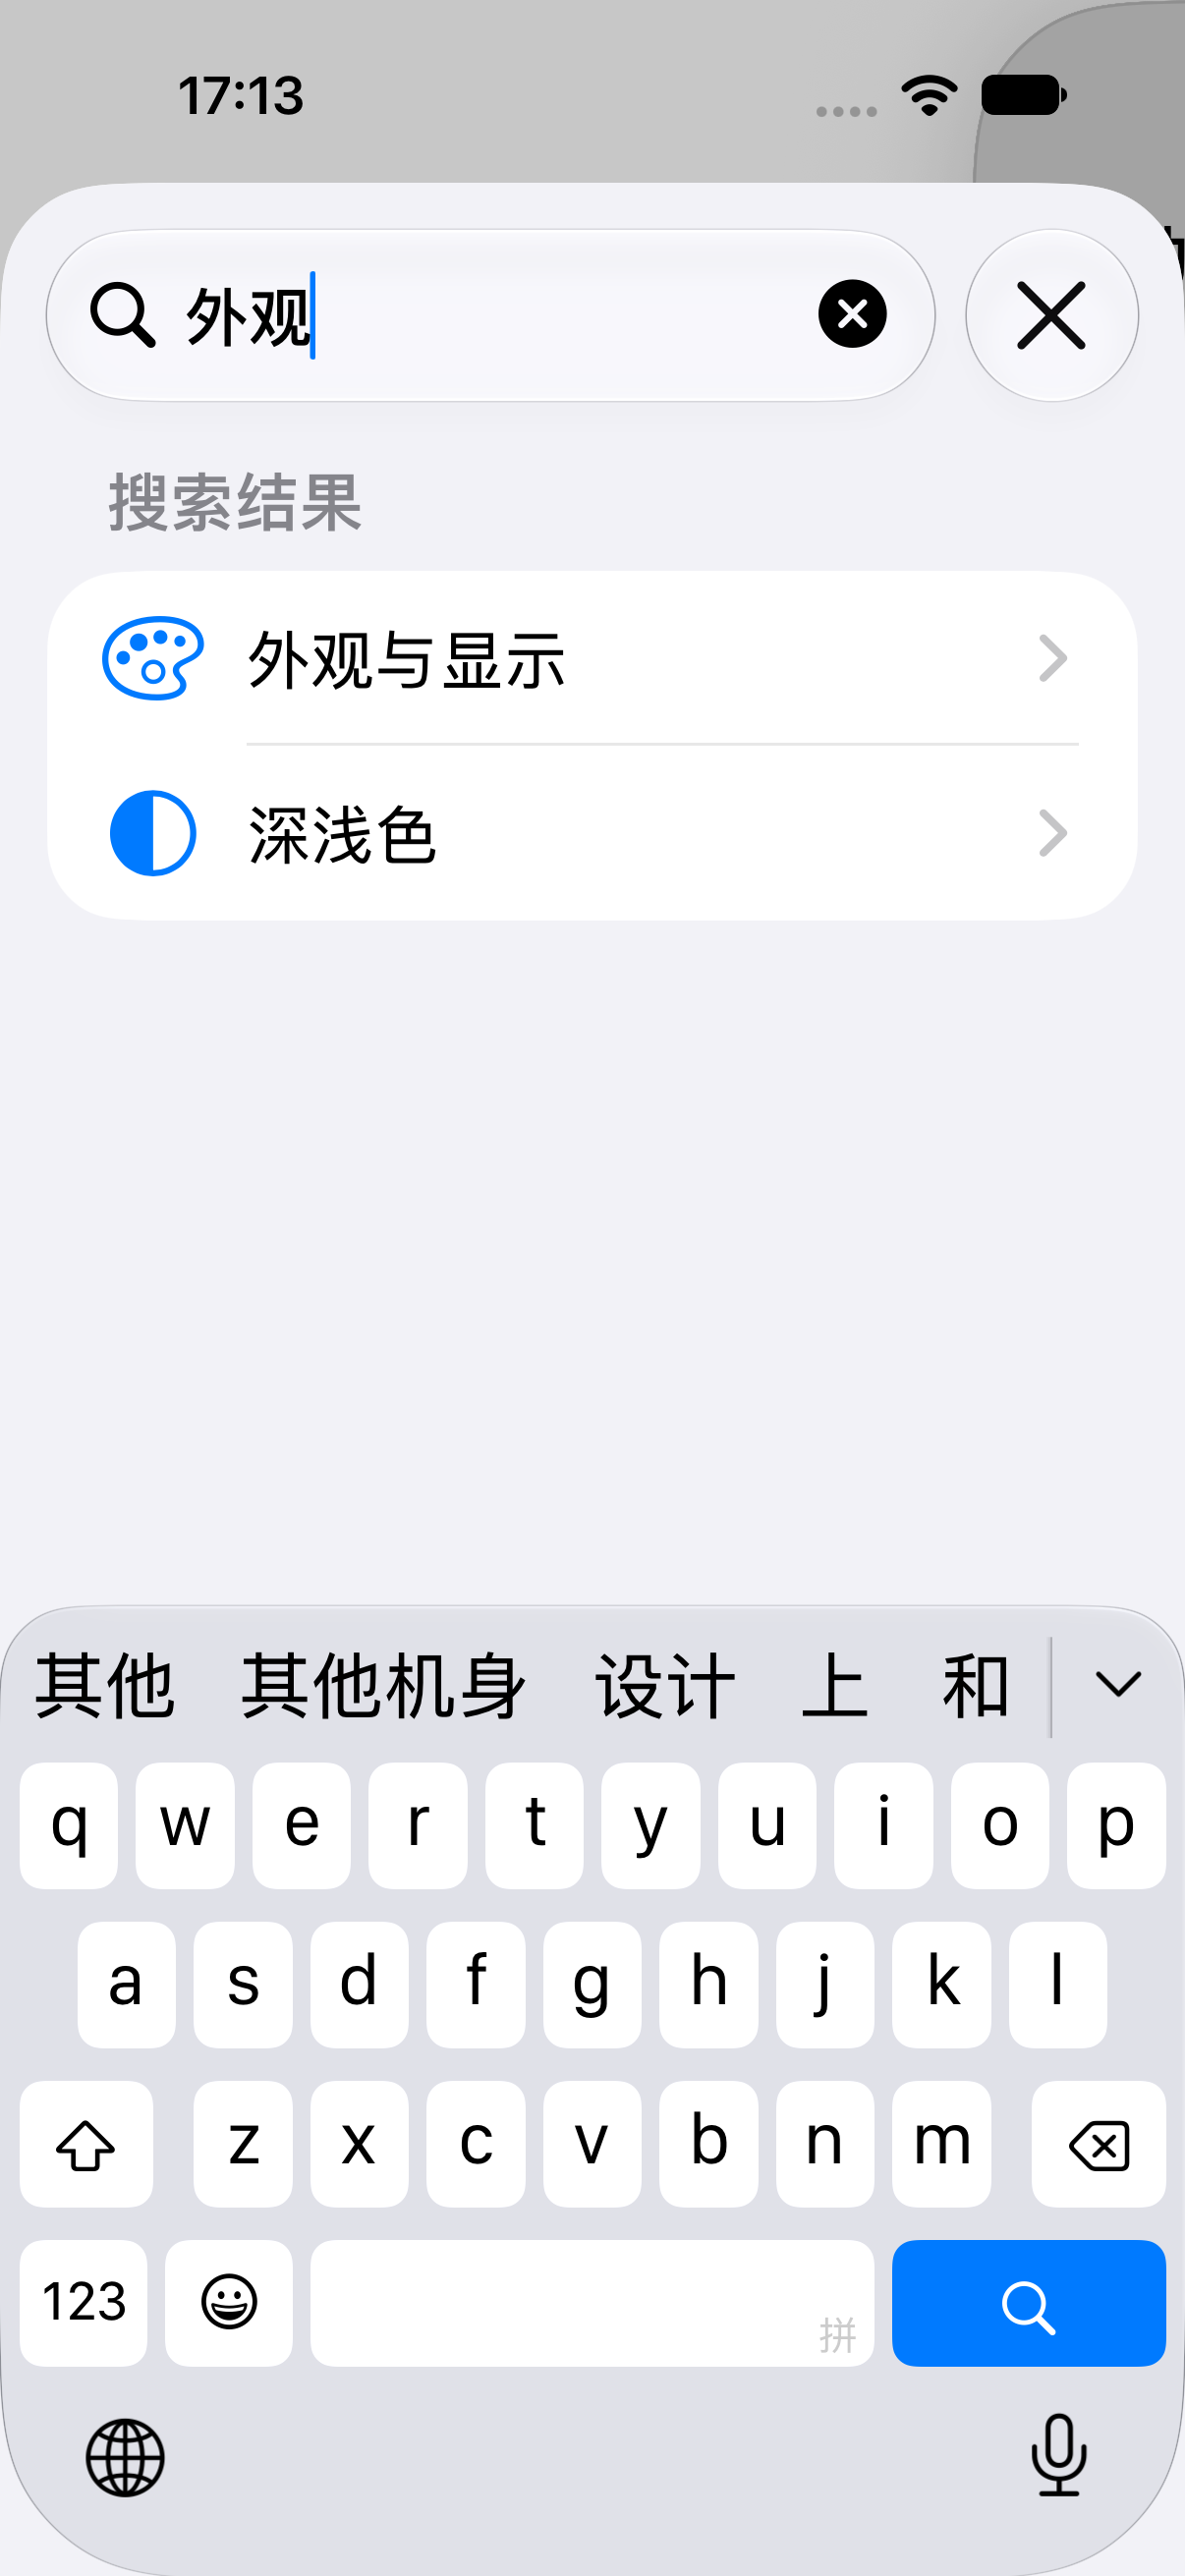 17:13
外观
搜索结果
外观与显示
深浅色
其他 其他机身 设计 上 和
q w e r t y u i o p
a s d f g h j k l
z x c v b n m
123
拼